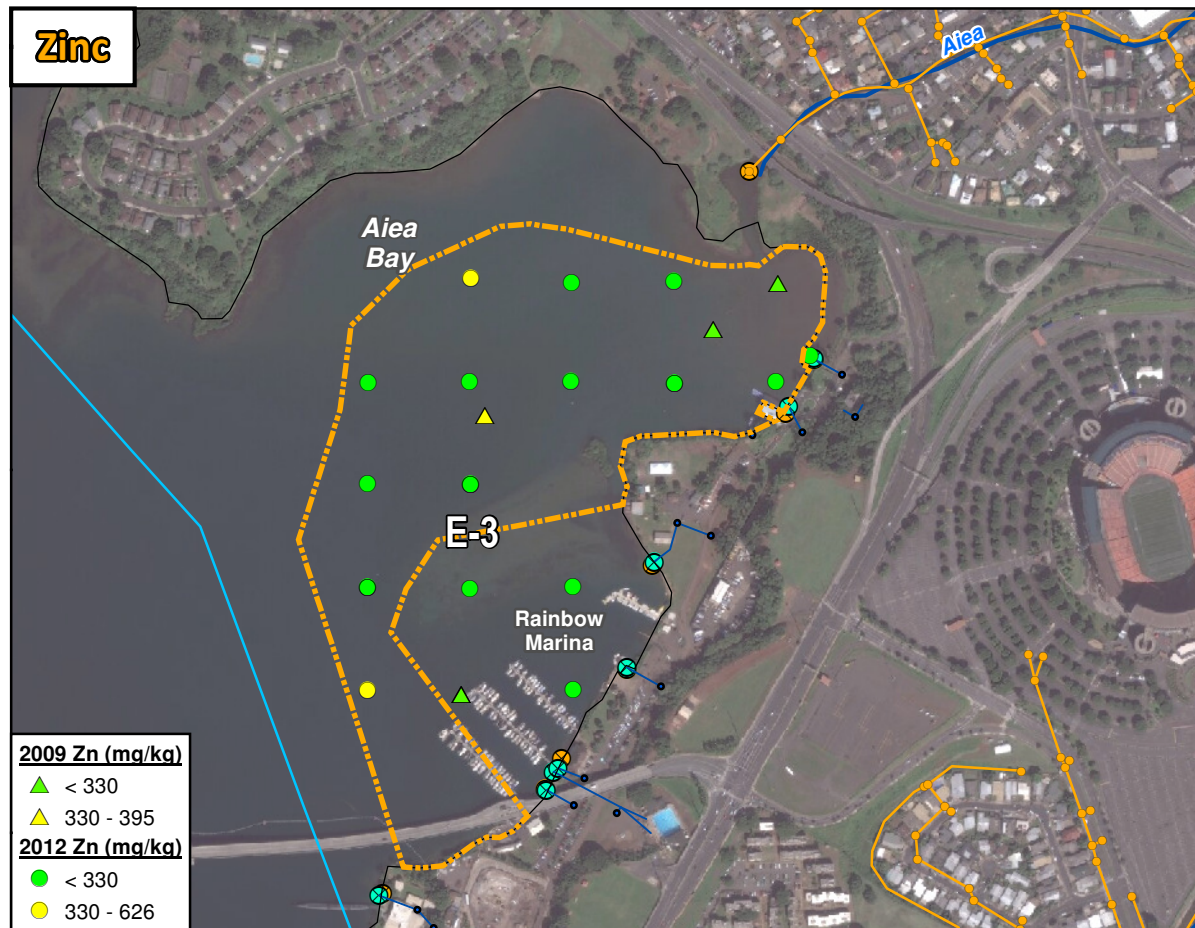 Zinc
Aiea
Aiea
Bay
E-3
Rainbow
Marina
2009 Zn (mg/kg)
< 330
330 - 395
2012 Zn (mg/kg)
< 330
330 - 626